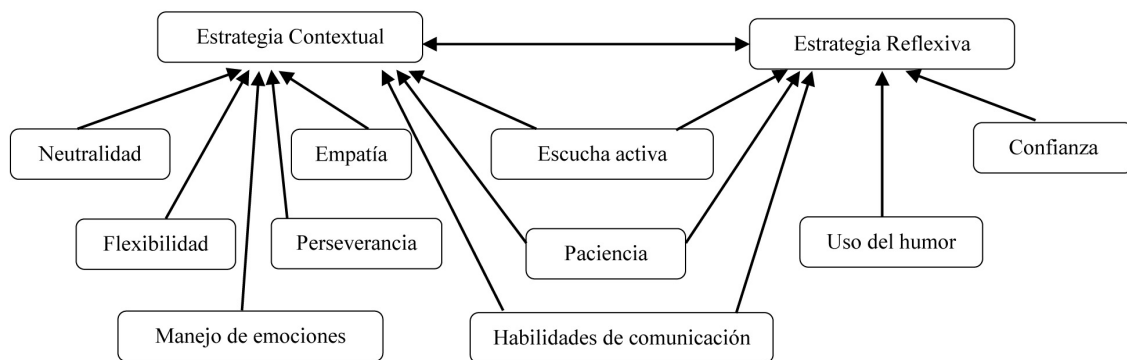 Estrategia Contextual
Estrategia Reflexiva
Neutralidad
Empatía
Escucha activa
Confianza
Flexibilidad
Perseverancia
Paciencia
Uso del humor
Manejo de emociones
Habilidades de comunicación